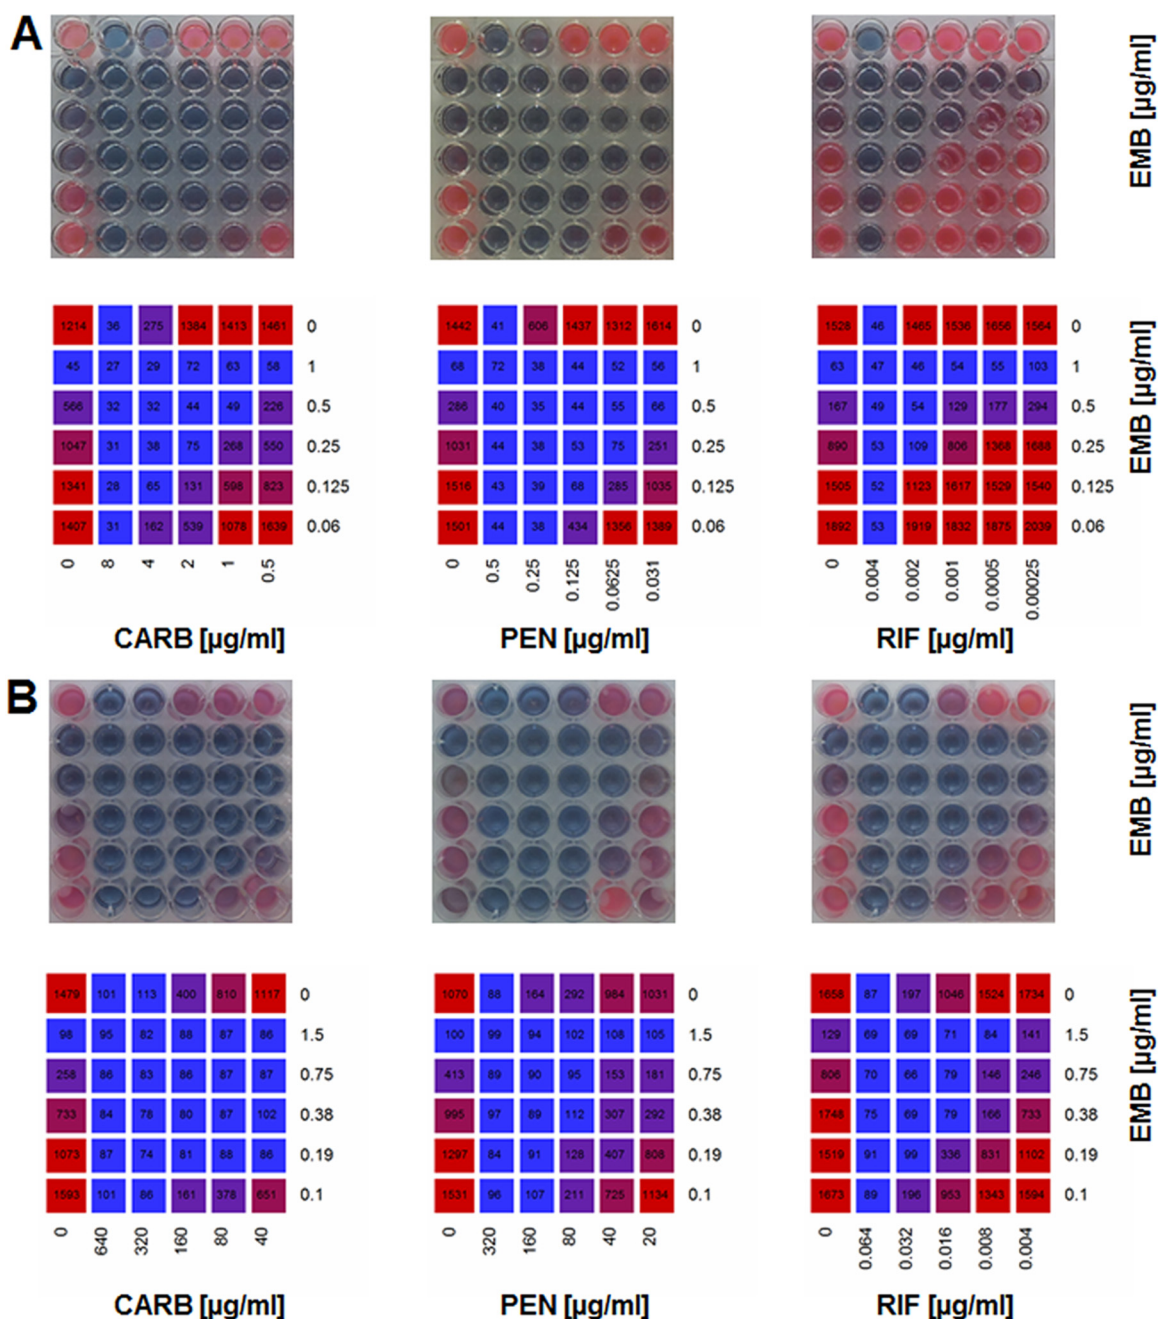 A
EMB [µg/ml]
1214 36 275 1384 1413 1461 0
45 27 29 72 63 58 1
566 32 32 44 49 226 0.5
1047 31 38 75 268 550 0.25
1341 28 65 131 598 823 0.125
1407 31 162 539 1078 1639 0.06
0 8 4 2 1 0.5
CARB [µg/ml]
1442 41 606 1437 1312 1614 0
68 72 38 44 52 56 1
286 40 35 44 55 66 0.5
1031 44 38 53 75 251 0.25
1516 43 39 68 285 1035 0.125
1501 44 38 434 1356 1389 0.06
0 0.5 0.25 0.125 0.0625 0.031
PEN [µg/ml]
1528 46 1465 1536 1656 1564 0
63 47 46 54 55 103 1
167 49 54 129 177 294 0.5
890 53 109 806 1368 1688 0.25
1505 52 1123 1617 1529 1540 0.125
1892 53 1919 1832 1875 2039 0.06
0 0.004 0.002 0.001 0.0005 0.00025
RIF [µg/ml]
EMB [µg/ml]
B
EMB [µg/ml]
1479 101 113 400 810 1117 0
98 95 82 88 87 86 1.5
258 86 83 86 87 87 0.75
733 84 78 80 87 102 0.38
1073 87 74 81 88 86 0.19
1593 101 86 161 378 651 0.1
0 640 320 160 80 40
CARB [µg/ml]
1070 88 164 292 984 1031 0
100 99 94 102 108 105 1.5
413 89 90 95 153 181 0.75
995 97 89 112 307 292 0.38
1297 84 91 128 407 808 0.19
1531 96 107 211 725 1134 0.1
0 320 160 80 40 20
PEN [µg/ml]
1658 87 197 1046 1524 1734 0
129 69 69 71 84 141 1.5
806 70 66 79 146 246 0.75
1748 75 69 79 166 733 0.38
1519 91 99 336 831 1102 0.19
1673 89 196 953 1343 1594 0.1
0 0.064 0.032 0.016 0.008 0.004
RIF [µg/ml]
EMB [µg/ml]